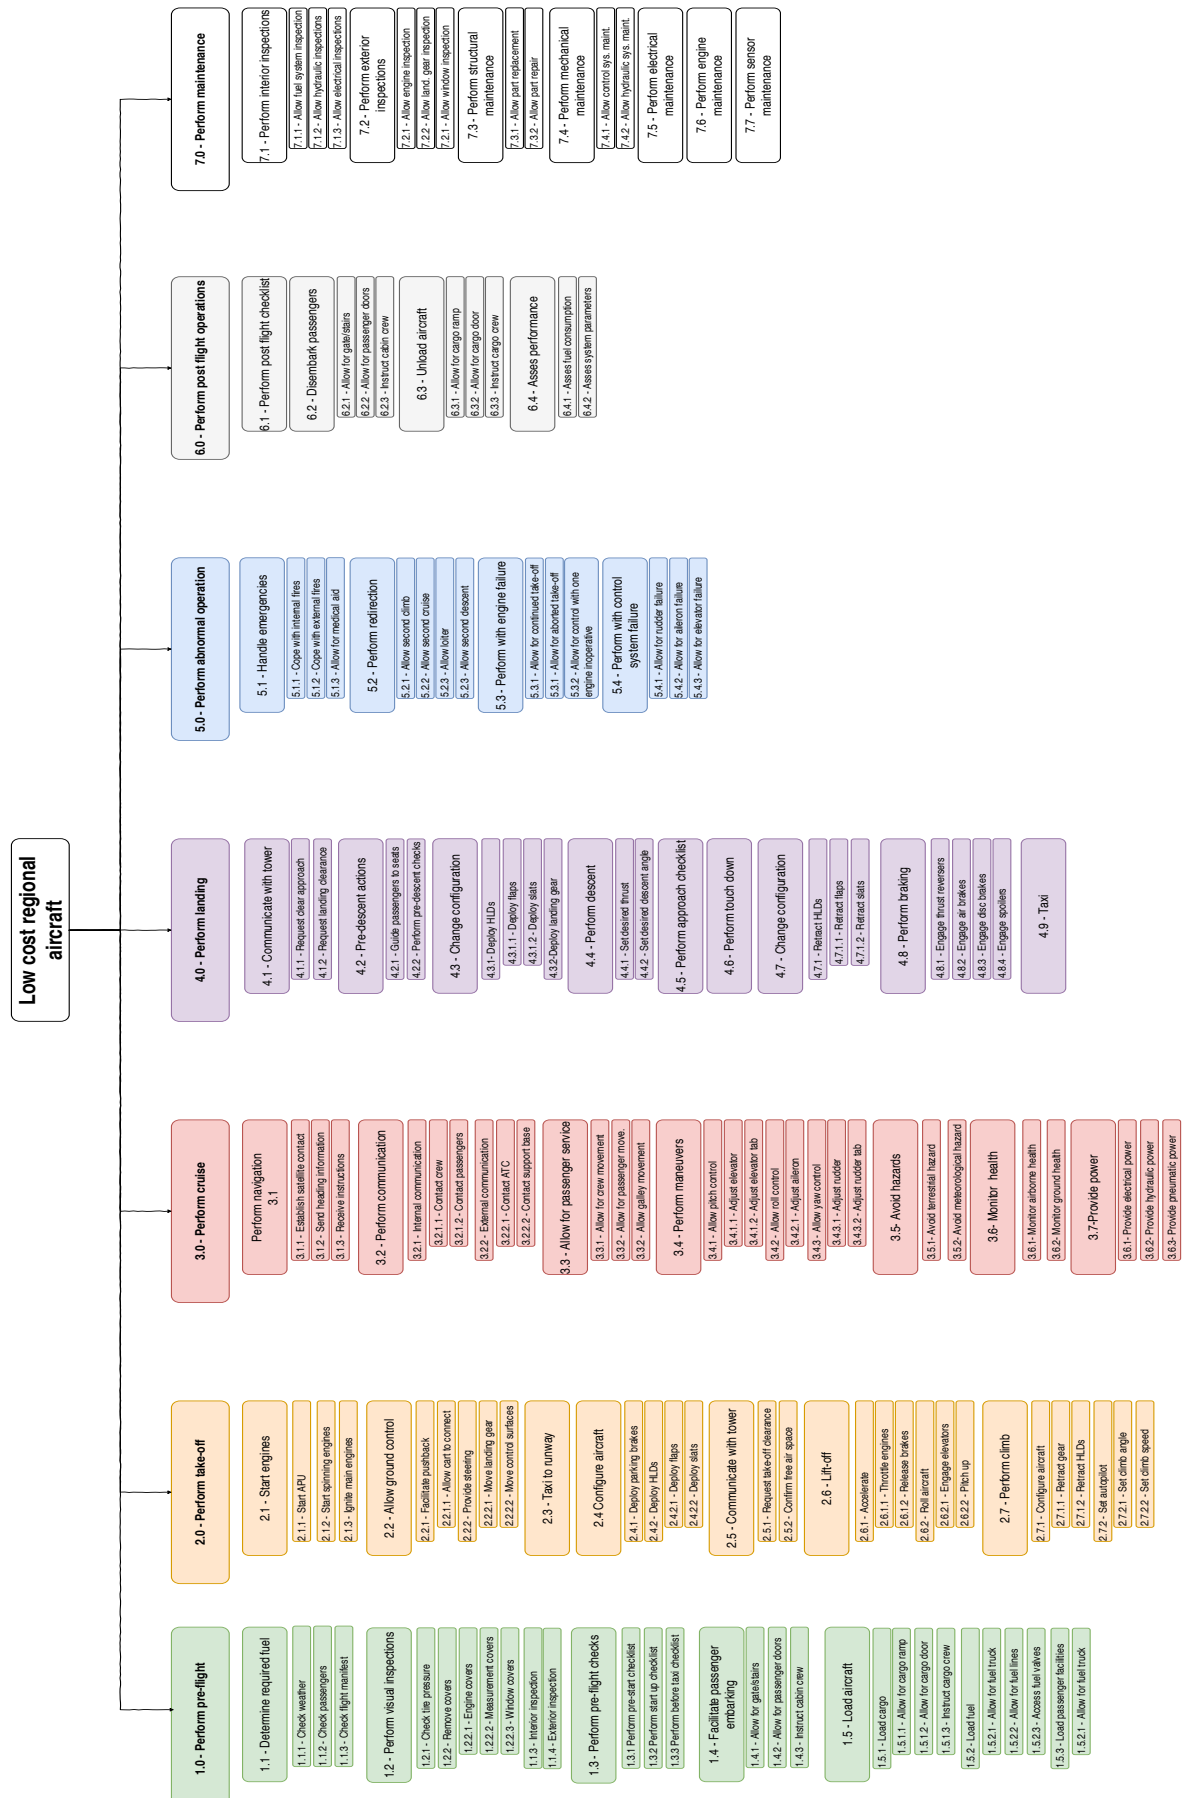 Low cost regional
aircraft
1.0 - Perform pre-flight
1.1 - Determine required fuel
1.1.1 - Check weather
1.1.2 - Check passengers
1.1.3 - Check flight manifest
1.2 - Perform visual inspections
1.2.1 - Check tire pressure
1.2.2 - Remove covers
1.2.2.1 - Engine covers
1.2.2.2 - Measurement covers
1.2.2.3 - Window covers
1.1.3 - Interior inspection
1.1.4 - Exterior inspection
1.3 - Perform pre-flight checks
1.3.1 Perform pre-start checklist
1.3.2 Perform start up checklist
1.3.3 Perform before taxi checklist
1.4 - Facilitate passenger
embarking
1.4.1 - Allow for gate/stairs
1.4.2 - Allow for passenger doors
1.4.3 - Instruct cabin crew
1.5 - Load aircraft
1.5.1 - Load cargo
1.5.1.1 - Allow for cargo ramp
1.5.1.2 - Allow for cargo door
1.5.1.3 - Instruct cargo crew
1.5.2 - Load fuel
1.5.2.1 - Allow for fuel truck
1.5.2.2 - Allow for fuel lines
1.5.2.3 - Access fuel valves
1.5.3 - Load passenger facilities
1.5.2.1 - Allow for fuel truck
2.0 - Perform take-off
2.1 - Start engines
2.1.1 - Start APU
2.1.2 - Start spinning engines
2.1.3 - Ignite main engines
2.2 - Allow ground control
2.2.1 - Facilitate pushback
2.2.1.1 - Allow cart to connect
2.2.2 - Provide steering
2.2.2.1 - Move landing gear
2.2.2.2 - Move control surfaces
2.3 - Taxi to runway
2.4 Configure aircraft
2.4.1 - Deploy parking brakes
2.4.2 - Deploy HLDs
2.4.2.1 - Deploy flaps
2.4.2.2 - Deploy slats
2.5 - Communicate with tower
2.5.1 - Request take-off clearance
2.5.2 - Confirm free air space
2.6 - Lift-off
2.6.1 - Accelerate
2.6.1.1 - Throttle engines
2.6.1.2 - Release brakes
2.6.2 - Roll aircraft
2.6.2.1 - Engage elevators
2.6.2.2 - Pitch up
2.7 - Perform climb
2.7.1 - Configure aircraft
2.7.1.1 - Retract gear
2.7.1.2 - Retract HLDs
2.7.2 - Set autopilot
2.7.2.1 - Set climb angle
2.7.2.2 - Set climb speed
3.0 - Perform cruise
Perform navigation
3.1
3.1.1 - Establish satellite contact
3.1.2 - Send heading information
3.1.3 - Receive instructions
3.2 - Perform communication
3.2.1 - Internal communication
3.2.1.1 - Contact crew
3.2.1.2 - Contact passengers
3.2.2 - External communication
3.2.2.1 - Contact ATC
3.2.2.2 - Contact support base
3.3 - Allow for passenger service
3.3.1 - Allow for crew movement
3.3.2 - Allow for passenger move.
3.3.2 - Allow galley movement
3.4 - Perform maneuvers
3.4.1 - Allow pitch control
3.4.1.1 - Adjust elevator
3.4.1.2 - Adjust elevator tab
3.4.2 - Allow roll control
3.4.2.1 - Adjust aileron
3.4.3 - Allow yaw control
3.4.3.1 - Adjust rudder
3.4.3.2 - Adjust rudder tab
3.5- Avoid hazards
3.5.1- Avoid terrestrial hazard
3.5.2- Avoid meteorological hazard
3.6- Monitor health
3.6.1- Monitor airborne health
3.6.2- Monitor ground health
3.7-Provide power
3.6.1- Provide electrical power
3.6.2- Provide hydraulic power
3.6.3- Provide pneumatic power
4.0 - Perform landing
4.1 - Communicate with tower
4.1.1 - Request clear approach
4.1.2 - Request landing clearance
4.2 - Pre-descent actions
4.2.1 - Guide passengers to seats
4.2.2 - Perform pre-descent checks
4.3 - Change configuration
4.3.1- Deploy HLDs
4.3.1.1 - Deploy flaps
4.3.1.2 - Deploy slats
4.3.2-Deploy landing gear
4.4 - Perform descent
4.4.1 - Set desired thrust
4.4.2 - Set desired descent angle
4.5 - Perform approach checklist
4.6 - Perform touch down
4.7 - Change configuration
4.7.1 - Retract HLDs
4.7.1.1 - Retract flaps
4.7.1.2 - Retract slats
4.8 - Perform braking
4.8.1 - Engage thrust reversers
4.8.2 - Engage air brakes
4.8.3 - Engage disc brakes
4.8.4 - Engage spoilers
4.9 - Taxi
5.0 - Perform abnormal operation
5.1 - Handle emergencies
5.1.1 - Cope with internal fires
5.1.2 - Cope with external fires
5.1.3 - Allow for medical aid
5.2 - Perform redirection
5.2.1 - Allow second climb
5.2.2 - Allow second cruise
5.2.3 - Allow loiter
5.2.3 - Allow second descent
5.3 - Perform with engine failure
5.3.1 - Allow for continued take-off
5.3.1 - Allow for aborted take-off
5.3.2 - Allow for control with one
engine inoperative
5.4 - Perform with control
system failure
5.4.1 - Allow for rudder failure
5.4.2 - Allow for aileron failure
5.4.3 - Allow for elevator failure
6.0 - Perform post flight operations
6.1 - Perform post flight checklist
6.2 - Disembark passengers
6.2.1 - Allow for gate/stairs
6.2.2 - Allow for passenger doors
6.2.3 - Instruct cabin crew
6.3 - Unload aircraft
6.3.1 - Allow for cargo ramp
6.3.2 - Allow for cargo door
6.3.3 - Instruct cargo crew
6.4 - Asses performance
6.4.1 - Asses fuel consumption
6.4.2 - Asses system parameters
7.0 - Perform maintenance
7.1 - Perform interior inspections
7.1.1 - Allow fuel system inspection
7.1.2 - Allow hydraulic inspections
7.1.3 - Allow electrical inspections
7.2 - Perform exterior
inspections
7.2.1 - Allow engine inspection
7.2.2 - Allow land. gear inspection
7.2.1 - Allow window inspection
7.3 - Perform structural
maintenance
7.3.1 - Allow part replacement
7.3.2 - Allow part repair
7.4 - Perform mechanical
maintenance
7.4.1 - Allow control sys. maint.
7.4.2 - Allow hydraulic sys. maint.
7.5 - Perform electrical
maintenance
7.6 - Perform engine
maintenance
7.7 - Perform sensor
maintenance